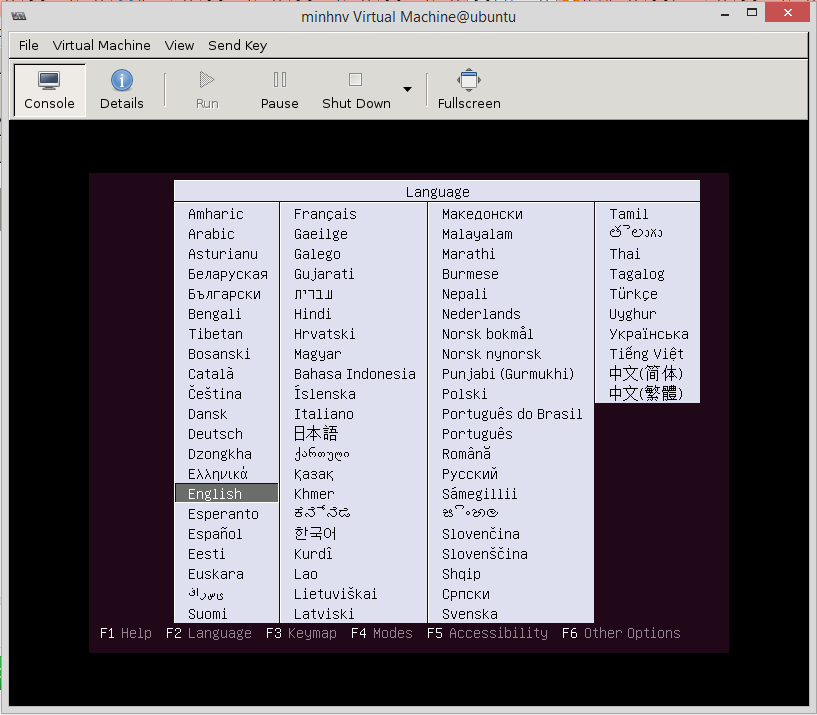 minhnv Virtual Machine@ubuntu
File Virtual Machine View Send Key
Console Details Run Pause Shut Down Fullscreen
Language
Amharic
Arabic
Asturianu
Беларуская
Български
Bengali
Tibetan
Bosanski
Català
Čeština
Dansk
Deutsch
Dzongkha
Ελληνικά
English
Esperanto
Español
Eesti
Euskara
Suomi
Français
Gaeilge
Galego
Gujarati
עברית
Hindi
Hrvatski
Magyar
Bahasa Indonesia
Íslenska
Italiano
日本語
ქართული
Қазақ
Khmer
ಕನ್ನಡ
한국어
Kurdî
Lao
Lietuviškai
Latviski
Македонски
Malayalam
Marathi
Burmese
Nepali
Nederlands
Norsk bokmål
Norsk nynorsk
Punjabi (Gurmukhi)
Polski
Português do Brasil
Português
Română
Русский
Sámegillii
සිංහල
Slovenčina
Slovenščina
Shqip
Српски
Svenska
Tamil
తెలుగు
Thai
Tagalog
Türkçe
Uyghur
Українська
Tiếng Việt
中文(简体)
中文(繁體)
F1 Help F2 Language F3 Keymap F4 Modes F5 Accessibility F6 Other Options